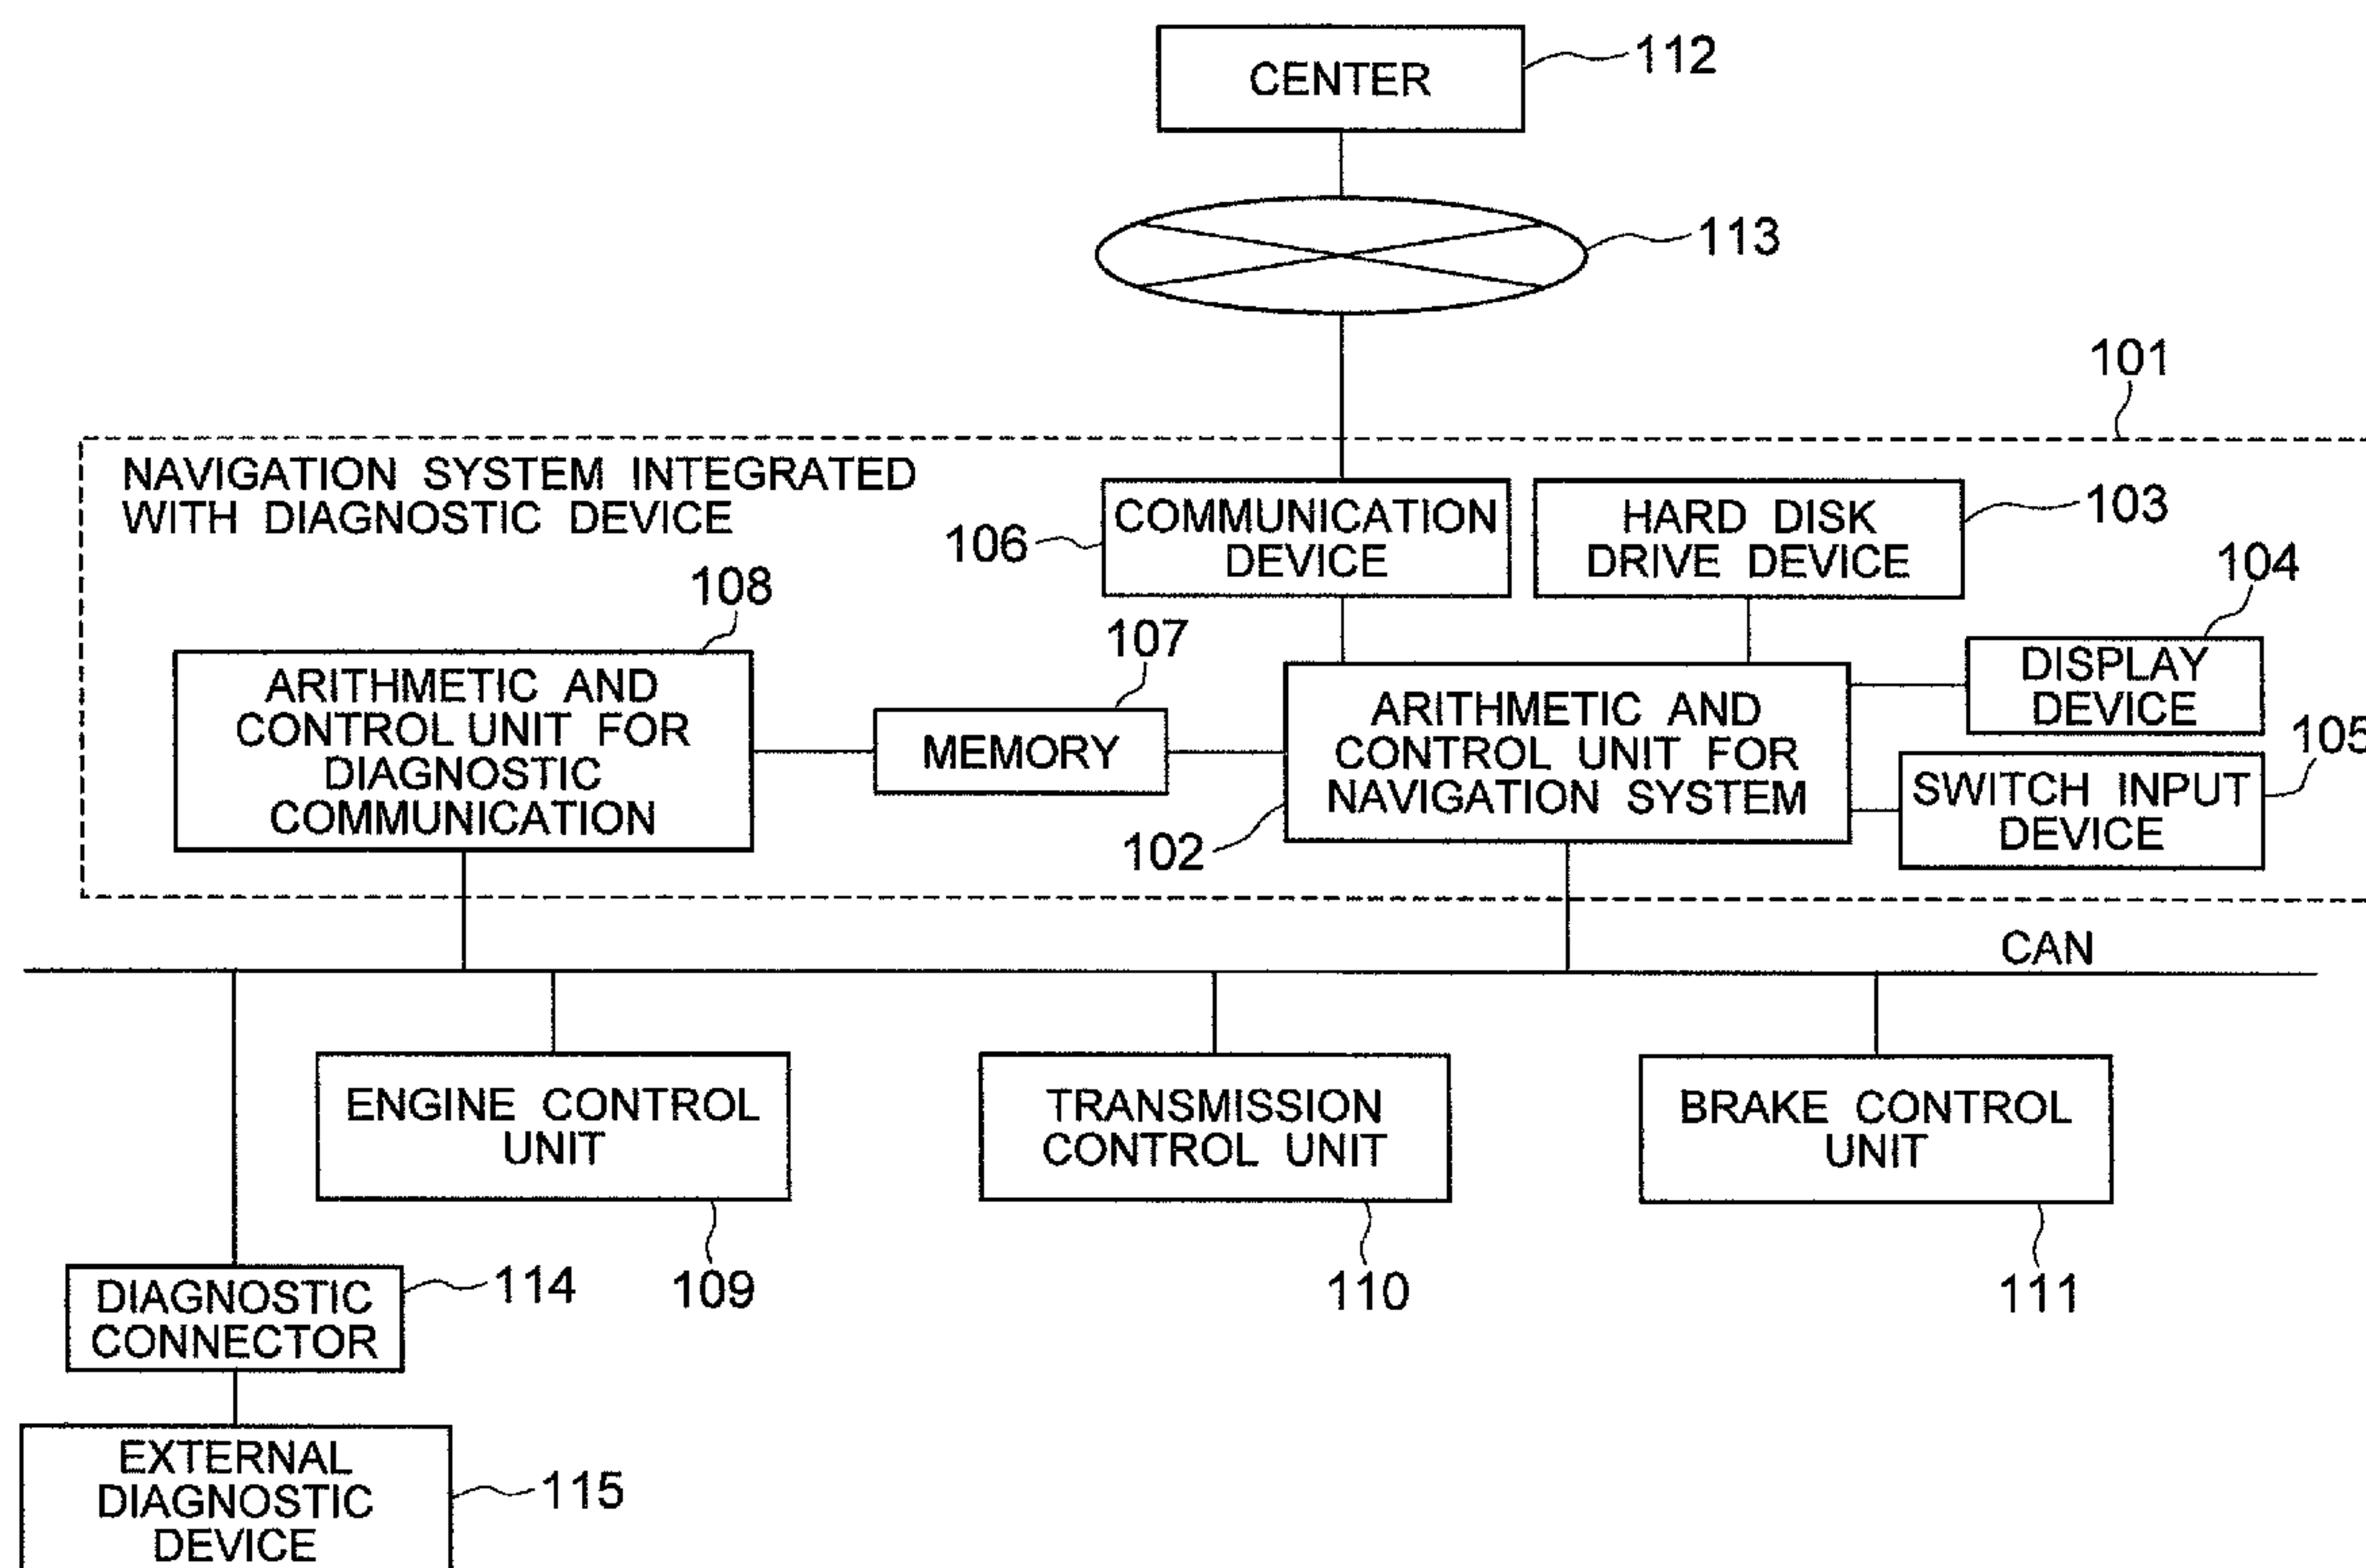 CENTER
112
113
101
NAVIGATION SYSTEM INTEGRATED
WITH DIAGNOSTIC DEVICE
106
COMMUNICATION
DEVICE
HARD DISK
DRIVE DEVICE
103
104
108
107
ARITHMETIC AND
CONTROL UNIT FOR
DIAGNOSTIC
COMMUNICATION
MEMORY
ARITHMETIC AND
CONTROL UNIT FOR
NAVIGATION SYSTEM
102
DISPLAY
DEVICE
105
SWITCH INPUT
DEVICE
CAN
ENGINE CONTROL
UNIT
TRANSMISSION
CONTROL UNIT
BRAKE CONTROL
UNIT
109
110
111
DIAGNOSTIC
CONNECTOR
114
EXTERNAL
DIAGNOSTIC
DEVICE
115